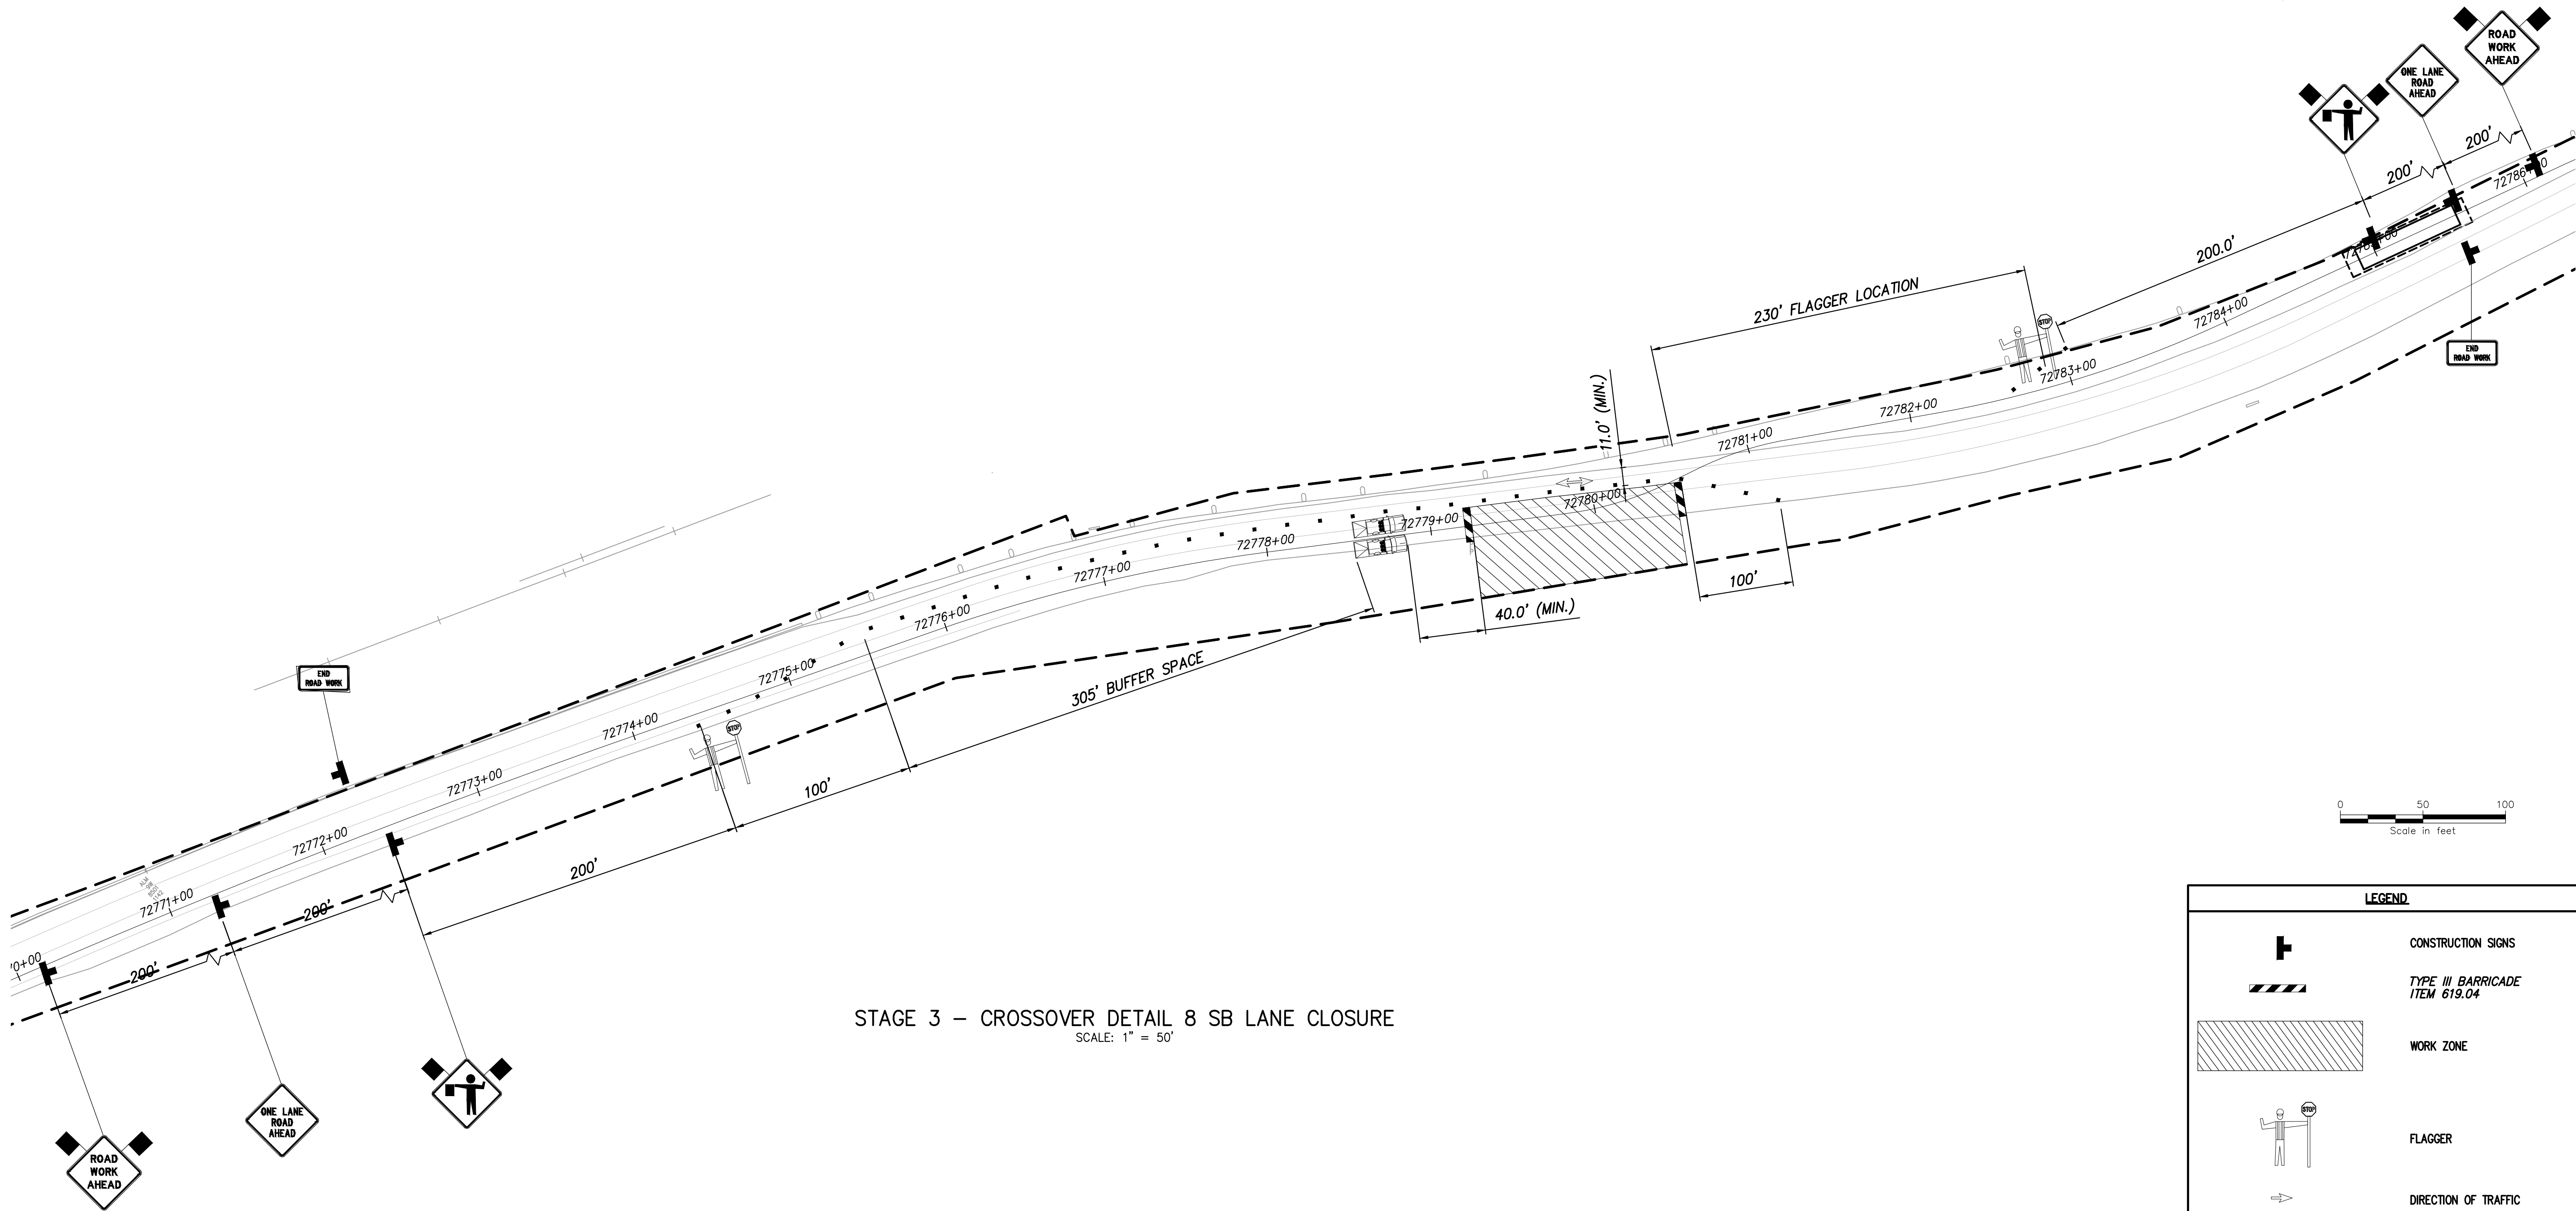 ROAD
WORK
AHEAD
ONE LANE
ROAD
AHEAD
200'
200'
72786+00
200.0'
END
ROAD WORK
230' FLAGGER LOCATION
STOP
72784+00
72783+00
72782+00
72781+00
11.0' (MIN.)
72780+00
72779+00
72778+00
72777+00
72776+00
72775+00
72774+00
72773+00
72772+00
72771+00
0+00
100'
40.0' (MIN.)
305' BUFFER SPACE
END
ROAD WORK
STOP
100'
200'
200'
200'
ONE LANE
ROAD
AHEAD
ROAD
WORK
AHEAD
STAGE 3 – CROSSOVER DETAIL 8 SB LANE CLOSURE
SCALE: 1" = 50'
0 50 100
Scale in feet
LEGEND
CONSTRUCTION SIGNS
TYPE III BARRICADE
ITEM 619.04
WORK ZONE
STOP
FLAGGER
DIRECTION OF TRAFFIC